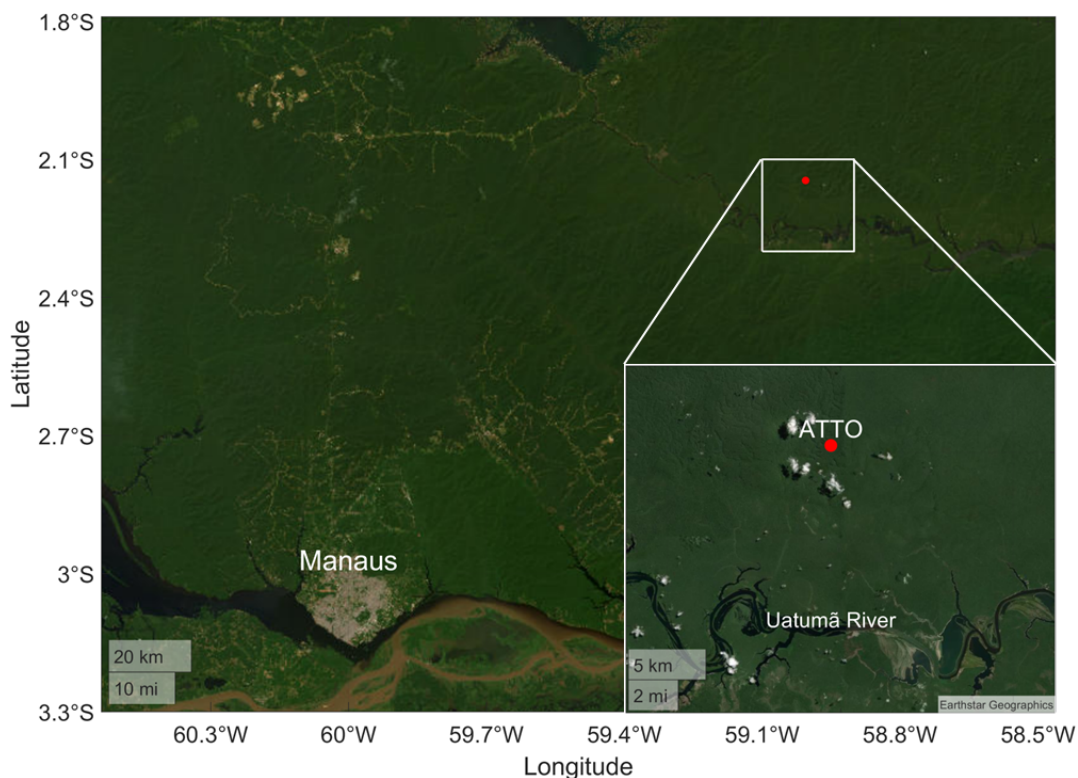 1.8°S
2.1°S
2.4°S
2.7°S
3°S
3.3°S
Latitude
60.3°W
60°W
59.7°W
59.4°W
59.1°W
58.8°W
58.5°W
Longitude
Manaus
20 km
10 mi
ATTO
Uatumã River
5 km
2 mi
Earthstar Geographics